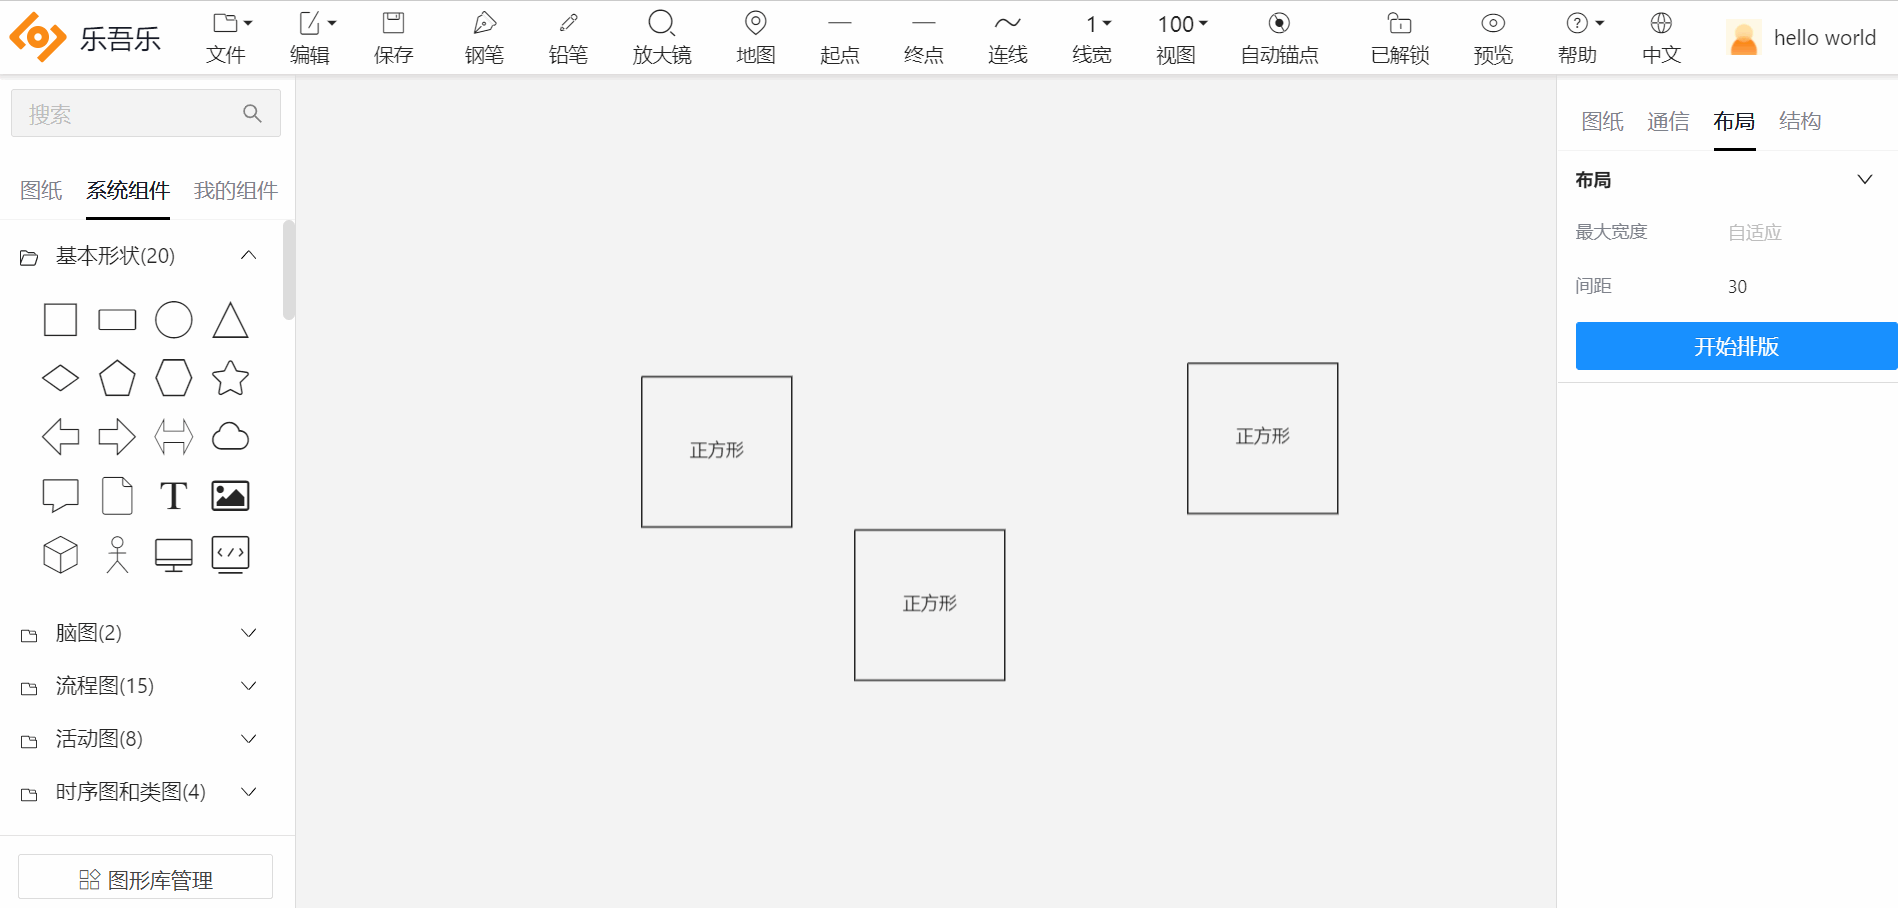 乐吾乐
文件
编辑
保存
钢笔
铅笔
放大镜
地图
起点
终点
连线
1
线宽
100
视图
自动锚点
已解锁
预览
帮助
中文
hello world
搜索
图纸 系统组件 我的组件
基本形状(20)
T
脑图(2)
流程图(15)
活动图(8)
时序图和类图(4)
图形库管理
正方形
正方形
正方形
图纸 通信 布局 结构
布局
最大宽度 自适应
间距 30
开始排版